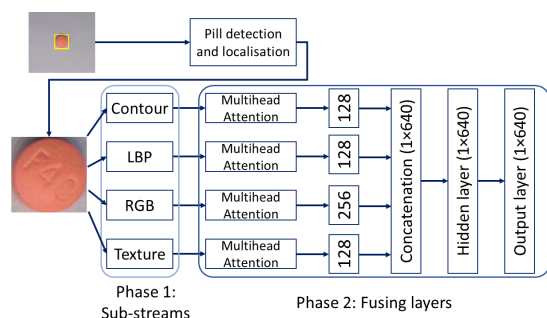 Pill detection
and localisation
Contour
Multihead
Attention
128
LBP
Multihead
Attention
128
RGB
Multihead
Attention
256
Texture
Multihead
Attention
128
Concatenation (1×640)
Hidden layer (1×640)
Output layer (1×640)
F40
Phase 1:
Sub-streams
Phase 2: Fusing layers